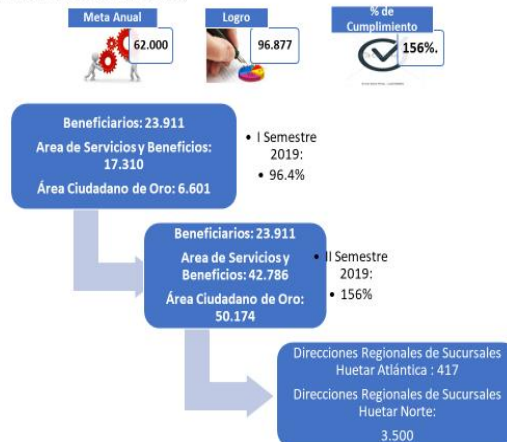 Meta Anual
62.000
Logro
96.877
% de
Cumplimiento
156%.
Beneficiarios: 23.911
Area de Servicios y Beneficios:
17.310
Área Ciudadano de Oro: 6.601
• I Semestre
2019:
• 96.4%
Beneficiarios: 23.911
Area de Servicios y
Beneficios: 42.786
Área Ciudadano de Oro:
50.174
• II Semestre
2019:
• 156%
Direcciones Regionales de Sucursales
Huetar Atlántica : 417
Direcciones Regionales de Sucursales
Huetar Norte:
3.500